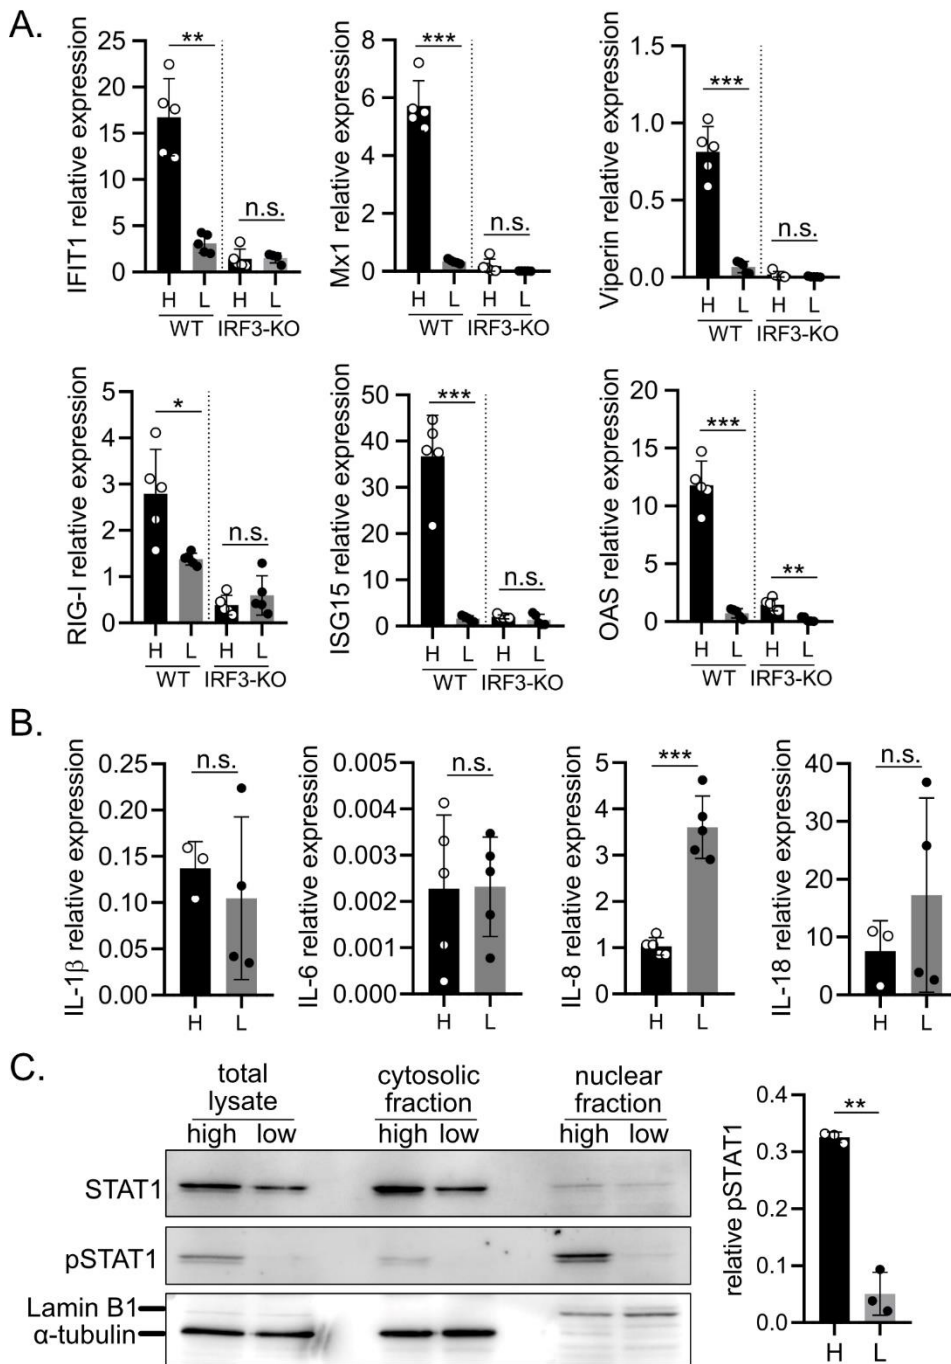 A.
IFIT1 relative expression
25
20
15
10
5
0
**
n.s.
H L H L
WT IRF3-KO
Mx1 relative expression
8
6
4
2
0
***
n.s.
H L H L
WT IRF3-KO
Viperin relative expression
1.5
1.0
0.5
0.0
***
n.s.
H L H L
WT IRF3-KO
RIG-I relative expression
5
4
3
2
1
0
*
n.s.
H L H L
WT IRF3-KO
ISG15 relative expression
50
40
30
20
10
0
***
n.s.
H L H L
WT IRF3-KO
OAS relative expression
20
15
10
5
0
***
**
H L H L
WT IRF3-KO
B.
IL-1β relative expression
0.25
0.20
0.15
0.10
0.05
0.00
n.s.
H L
IL-6 relative expression
0.005
0.004
0.003
0.002
0.001
0.000
n.s.
H L
IL-8 relative expression
5
4
3
2
1
0
***
H L
IL-18 relative expression
40
30
20
10
0
n.s.
H L
C.
total
lysate
cytosolic
fraction
nuclear
fraction
high low high low high low
STAT1
pSTAT1
Lamin B1
α-tubulin
relative pSTAT1
0.4
0.3
0.2
0.1
0.0
**
H L